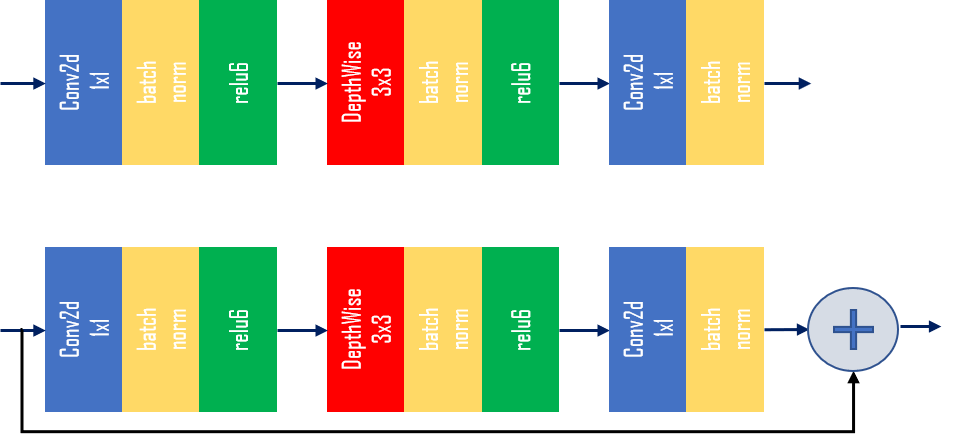 Conv2d
1x1
batch
norm
relu6
DepthWise
3x3
batch
norm
relu6
Conv2d
1x1
batch
norm
Conv2d
1x1
batch
norm
relu6
DepthWise
3x3
batch
norm
relu6
Conv2d
1x1
batch
norm